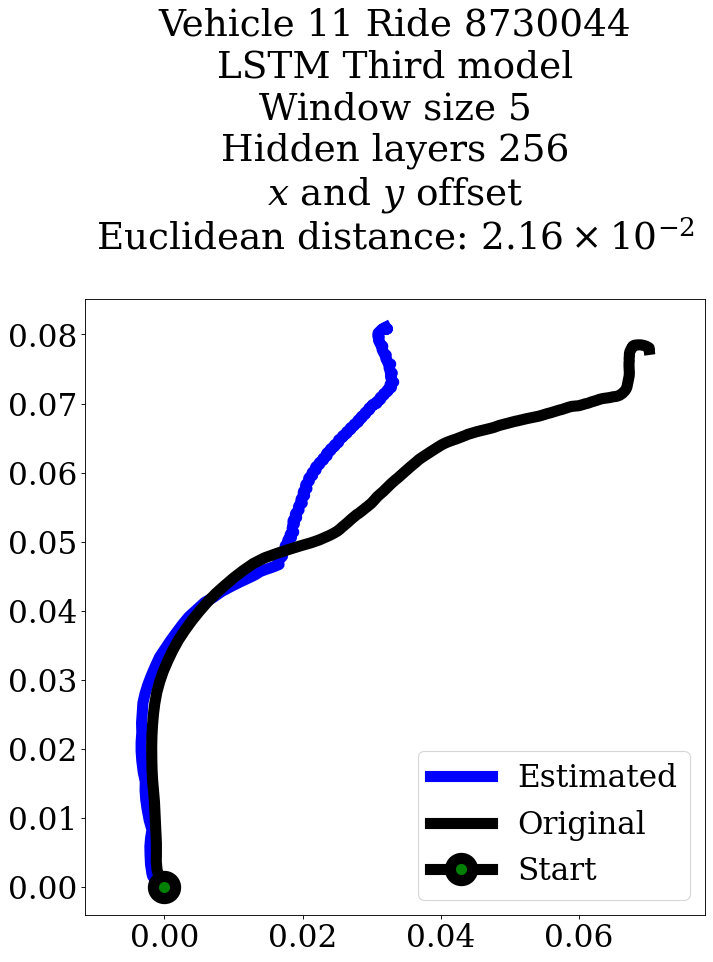 Vehicle 11 Ride 8730044
LSTM Third model
Window size 5
Hidden layers 256
x and y offset
Euclidean distance: 2.16 × 10⁻²
0.08
0.07
0.06
0.05
0.04
0.03
0.02
0.01
0.00
Estimated
Original
Start
0.00 0.02 0.04 0.06